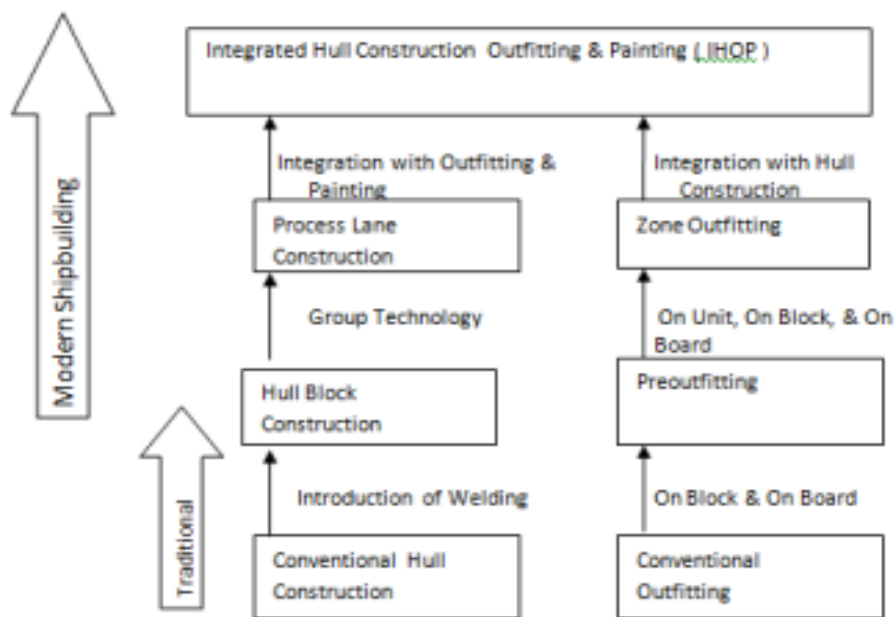 Integrated Hull Construction Outfitting & Painting ( IHOP )
Integration with Outfitting &
Painting
Integration with Hull
Construction
Process Lane
Construction
Zone Outfitting
Group Technology
On Unit, On Block, & On
Board
Hull Block
Construction
Preoutfitting
Introduction of Welding
On Block & On Board
Conventional Hull
Construction
Conventional
Outfitting
Modern Shipbuilding
Traditional